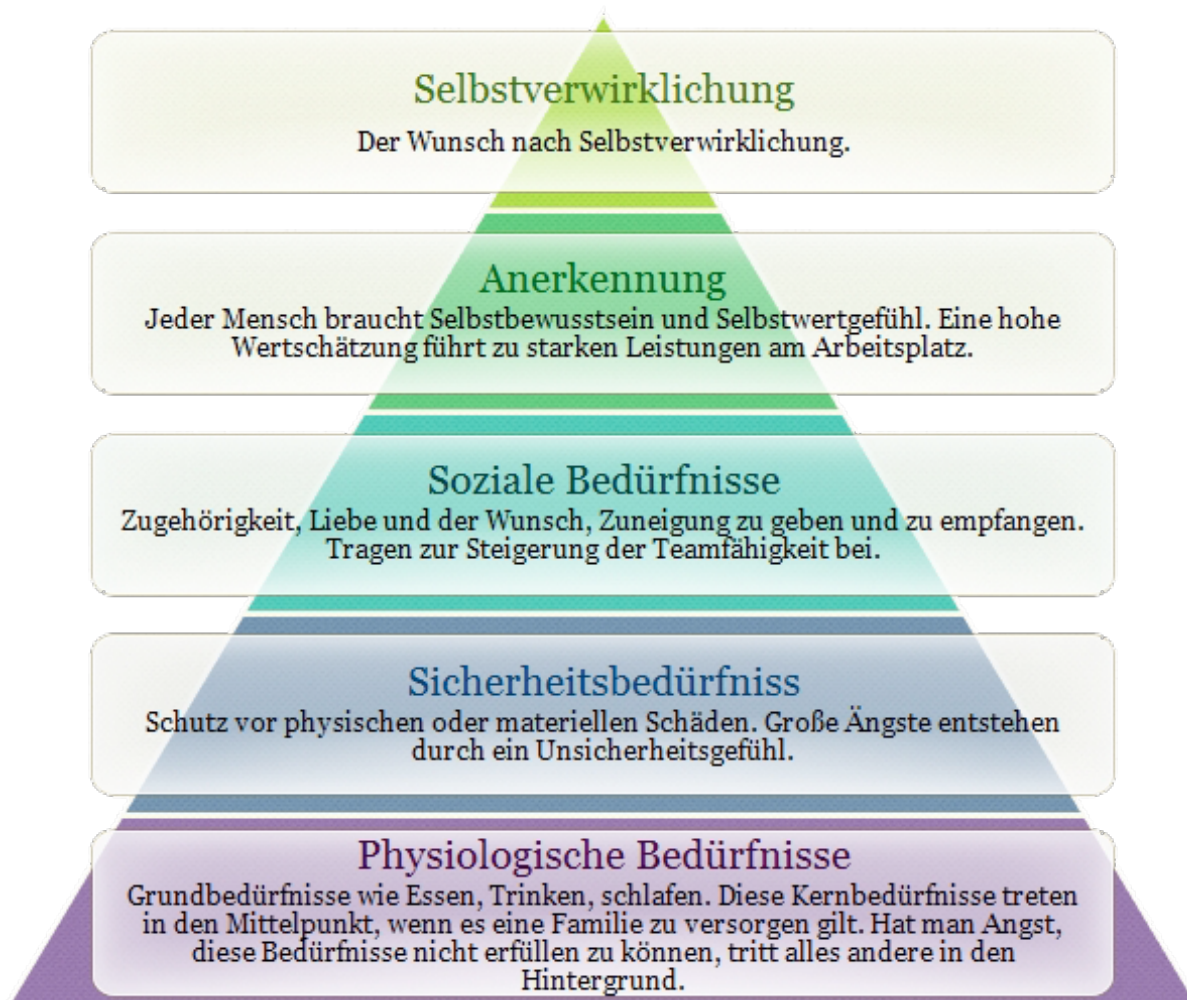 Selbstverwirklichung
Der Wunsch nach Selbstverwirklichung.
Anerkennung
Jeder Mensch braucht Selbstbewusstsein und Selbstwertgefühl. Eine hohe
Wertschätzung führt zu starken Leistungen am Arbeitsplatz.
Soziale Bedürfnisse
Zugehörigkeit, Liebe und der Wunsch, Zuneigung zu geben und zu empfangen.
Tragen zur Steigerung der Teamfähigkeit bei.
Sicherheitsbedürfniss
Schutz vor physischen oder materiellen Schäden. Große Ängste entstehen
durch ein Unsicherheitsgefühl.
Physiologische Bedürfnisse
Grundbedürfnisse wie Essen, Trinken, schlafen. Diese Kernbedürfnisse treten
in den Mittelpunkt, wenn es eine Familie zu versorgen gilt. Hat man Angst,
diese Bedürfnisse nicht erfüllen zu können, tritt alles andere in den
Hintergrund.